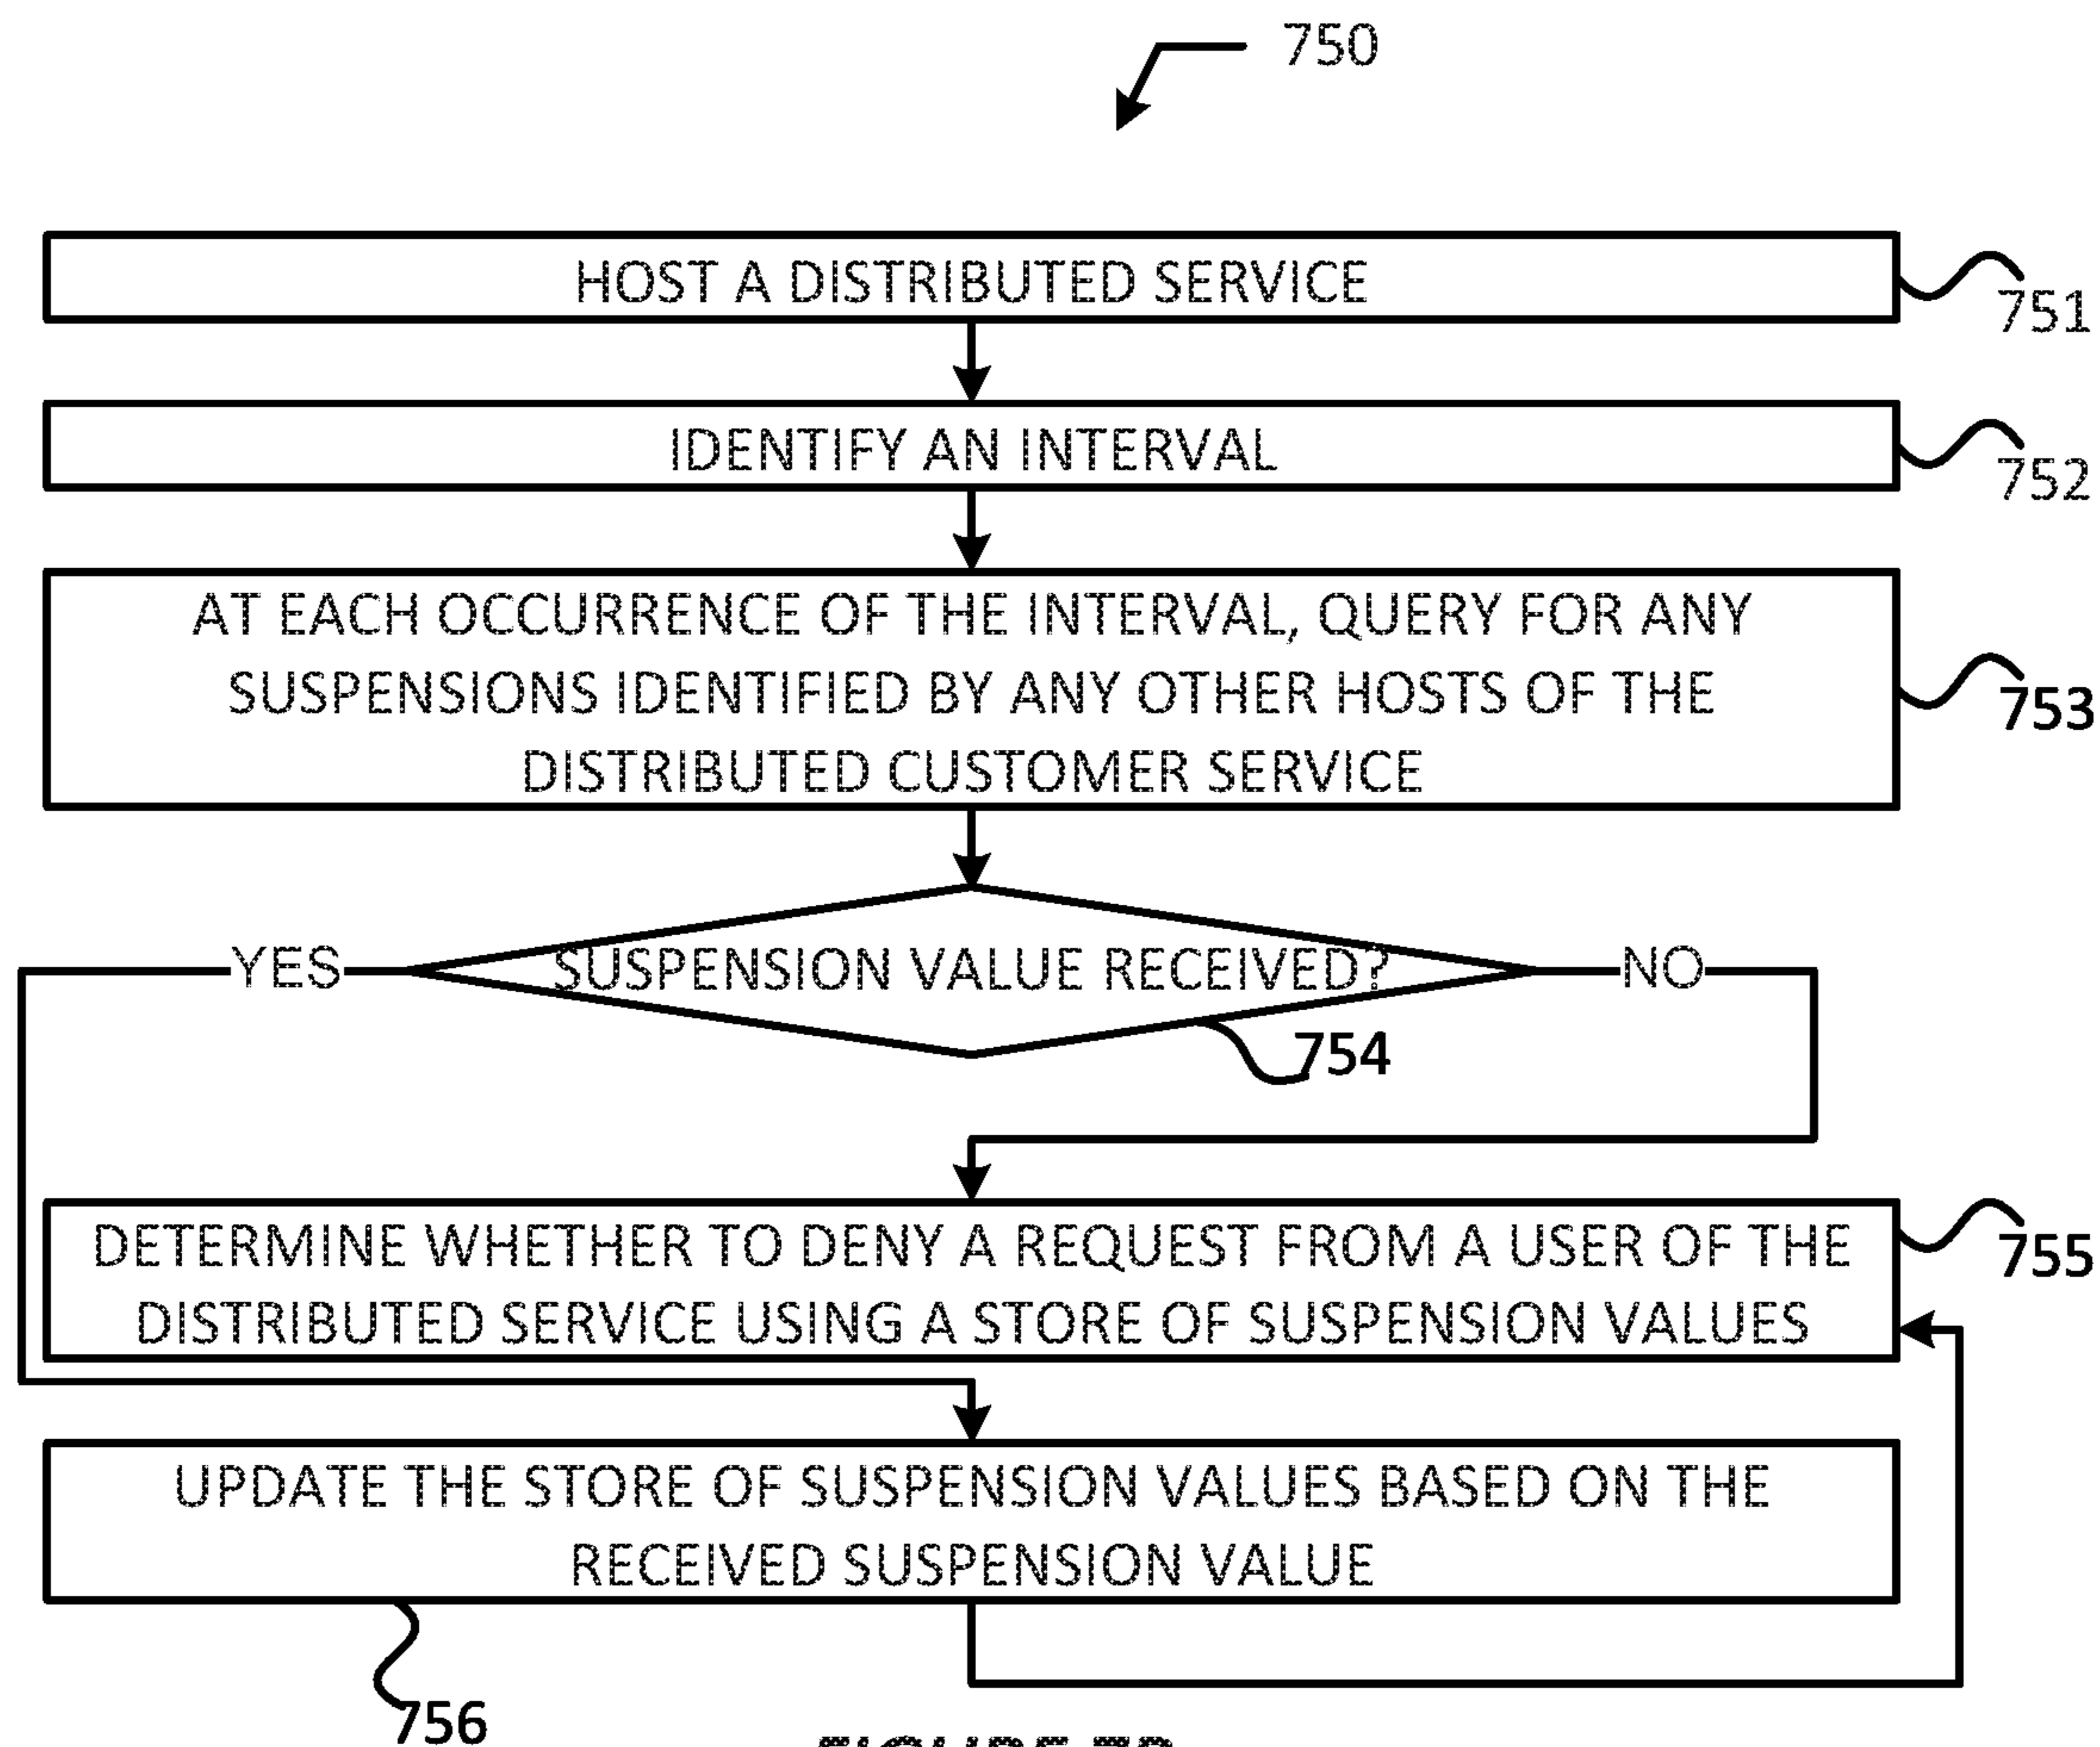 750
HOST A DISTRIBUTED SERVICE
751
IDENTIFY AN INTERVAL
752
AT EACH OCCURRENCE OF THE INTERVAL, QUERY FOR ANY
SUSPENSIONS IDENTIFIED BY ANY OTHER HOSTS OF THE
DISTRIBUTED CUSTOMER SERVICE
753
YES
SUSPENSION VALUE RECEIVED?
NO
754
DETERMINE WHETHER TO DENY A REQUEST FROM A USER OF THE
DISTRIBUTED SERVICE USING A STORE OF SUSPENSION VALUES
755
UPDATE THE STORE OF SUSPENSION VALUES BASED ON THE
RECEIVED SUSPENSION VALUE
756